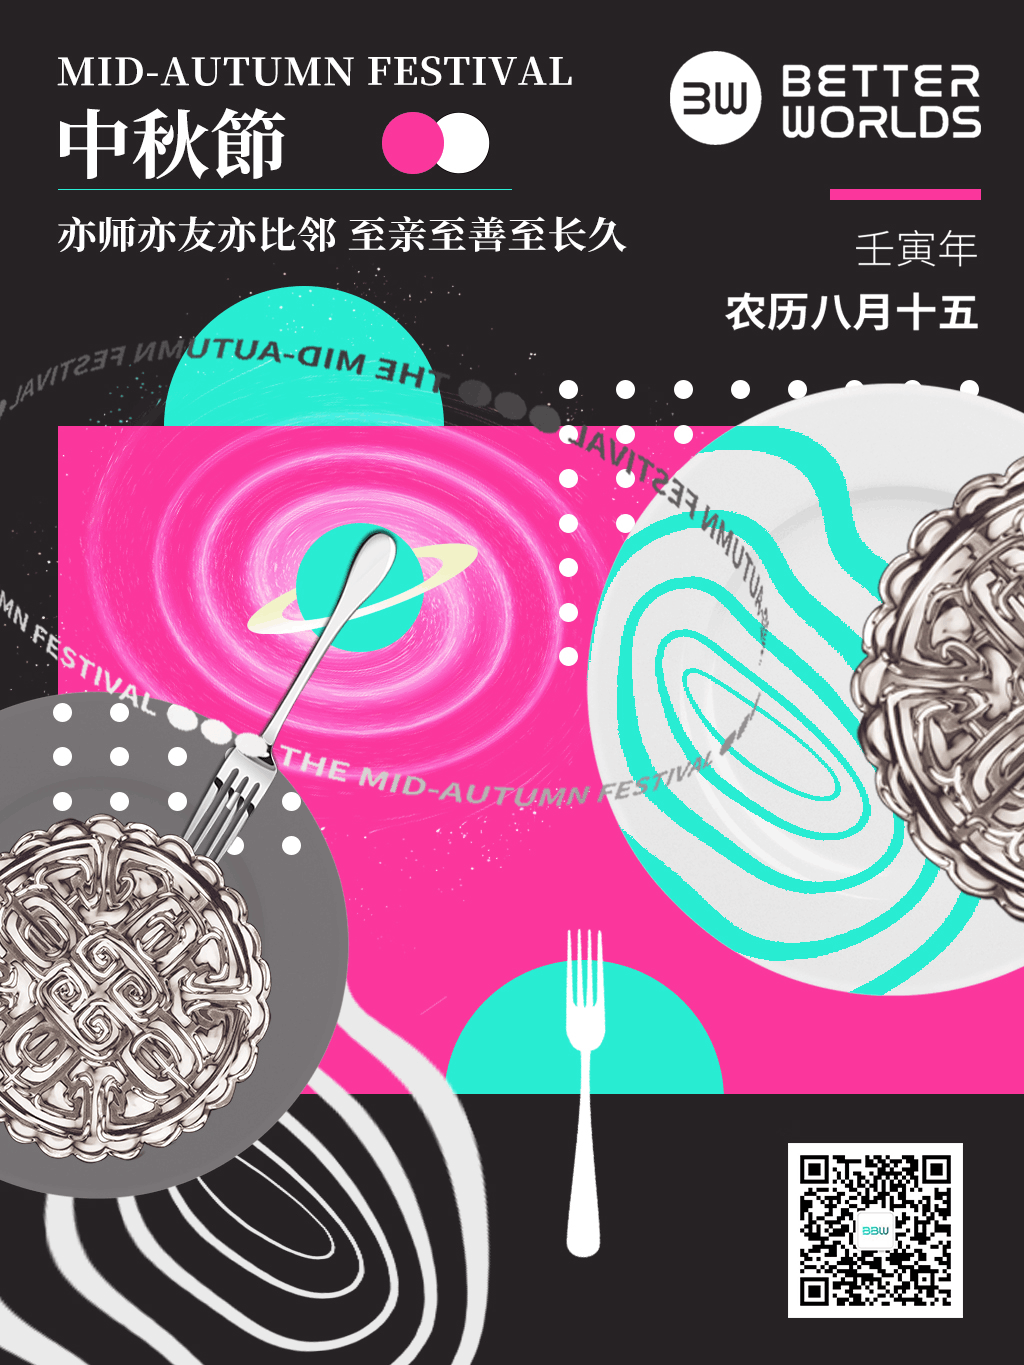 MID-AUTUMN FESTIVAL
中秋節
亦师亦友亦比邻 至亲至善至长久
BW
BETTER
WORLDS
壬寅年
农历八月十五
THE MID-AUTUMN FESTIVAL
AUTUMN FESTIVAL
MN FESTIVAL
THE MID-AUTUMN FESTIVAL
BBW